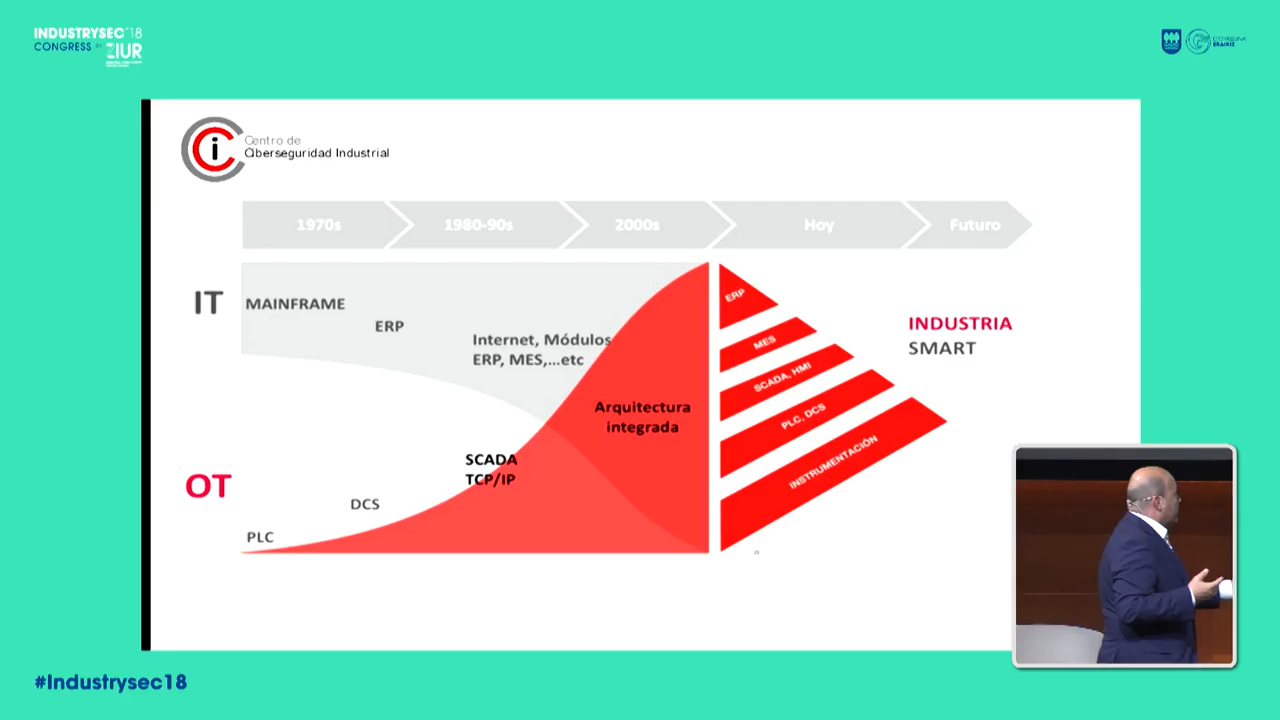 INDUSTRYSEC 18
CONGRESS BY ZIUR
Centro de
Ciberseguridad Industrial
1970s
1980-90s
2000s
Hoy
Futuro
IT
MAINFRAME
ERP
Internet, Módulos
ERP, MES,...etc
Arquitectura
integrada
OT
SCADA
TCP/IP
DCS
PLC
ERP
MES
SCADA, HMI
PLC, DCS
INSTRUMENTACIÓN
INDUSTRIA
SMART
#Industrysec18